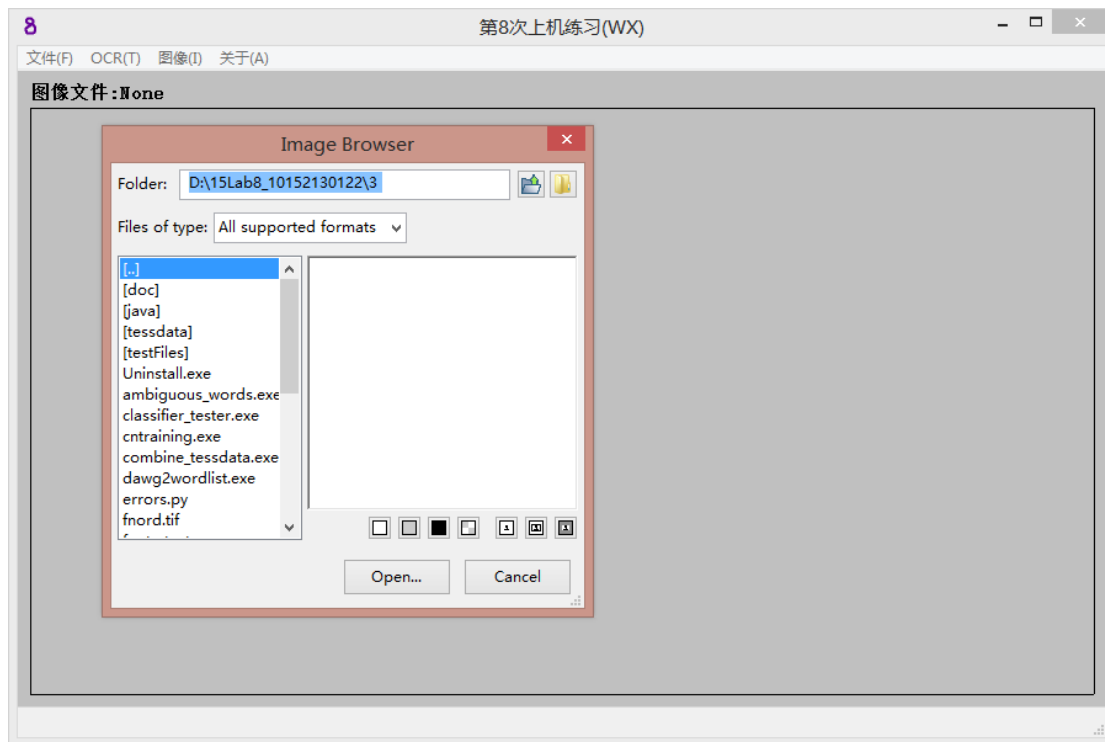 第8次上机练习(WX)
文件(F) OCR(T) 图像(I) 关于(A)
图像文件:None
Image Browser
Folder: D:\15Lab8_10152130122\3
Files of type: All supported formats
[..]
[doc]
[java]
[tessdata]
[testFiles]
Uninstall.exe
ambiguous_words.exe
classifier_tester.exe
cntraining.exe
combine_tessdata.exe
dawg2wordlist.exe
errors.py
fnord.tif
Open... Cancel